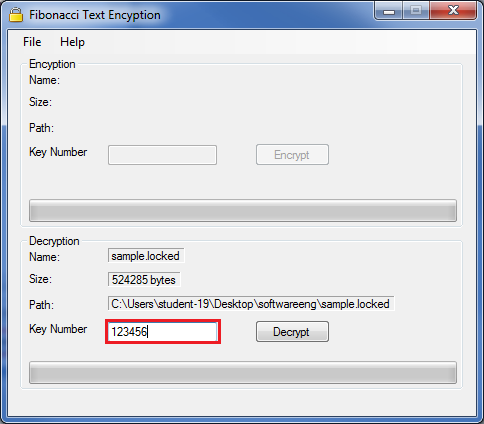 Fibonacci Text Encyption
File Help
Encyption
Name:
Size:
Path:
Key Number Encrypt
Decryption
Name: sample.locked
Size: 524285 bytes
Path: C:\Users\student-19\Desktop\softwareeng\sample.locked
Key Number 123456 Decrypt